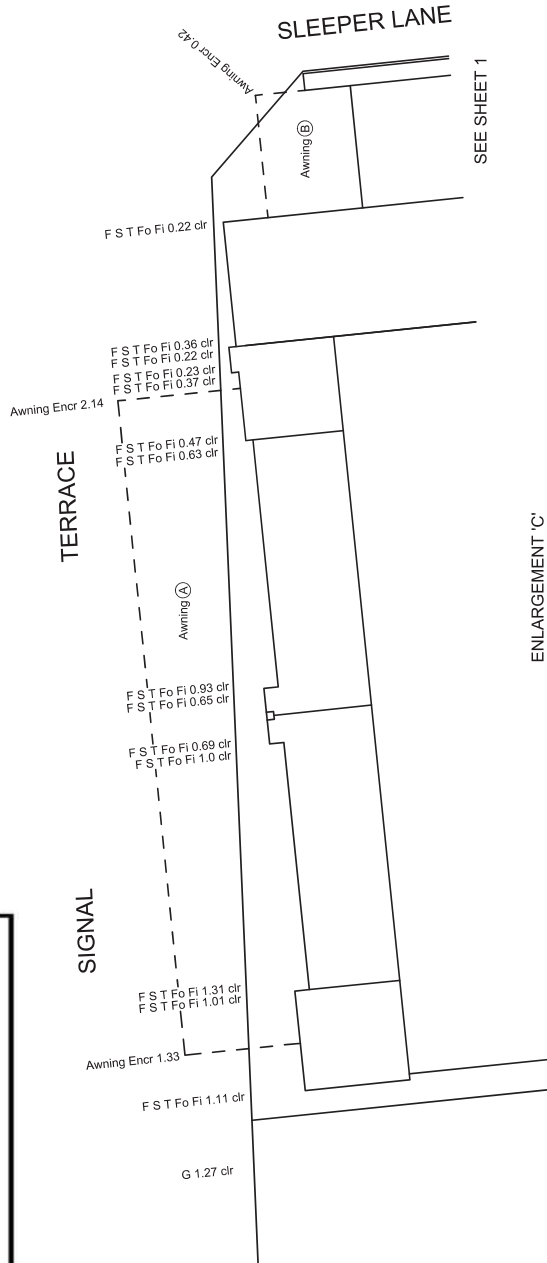 SLEEPER LANE
Awning Encr 0.42
SEE SHEET 1
Awning B
F S T Fo Fi 0.22 clr
F S T Fo Fi 0.36 clr
F S T Fo Fi 0.22 clr
F S T Fo Fi 0.23 clr
F S T Fo Fi 0.37 clr
Awning Encr 2.14
F S T Fo Fi 0.47 clr
F S T Fo Fi 0.63 clr
TERRACE
ENLARGEMENT 'C'
Awning A
F S T Fo Fi 0.93 clr
F S T Fo Fi 0.65 clr
F S T Fo Fi 0.69 clr
F S T Fo Fi 1.0 clr
SIGNAL
F S T Fo Fi 1.31 clr
F S T Fo Fi 1.01 clr
Awning Encr 1.33
F S T Fo Fi 1.11 clr
G 1.27 clr